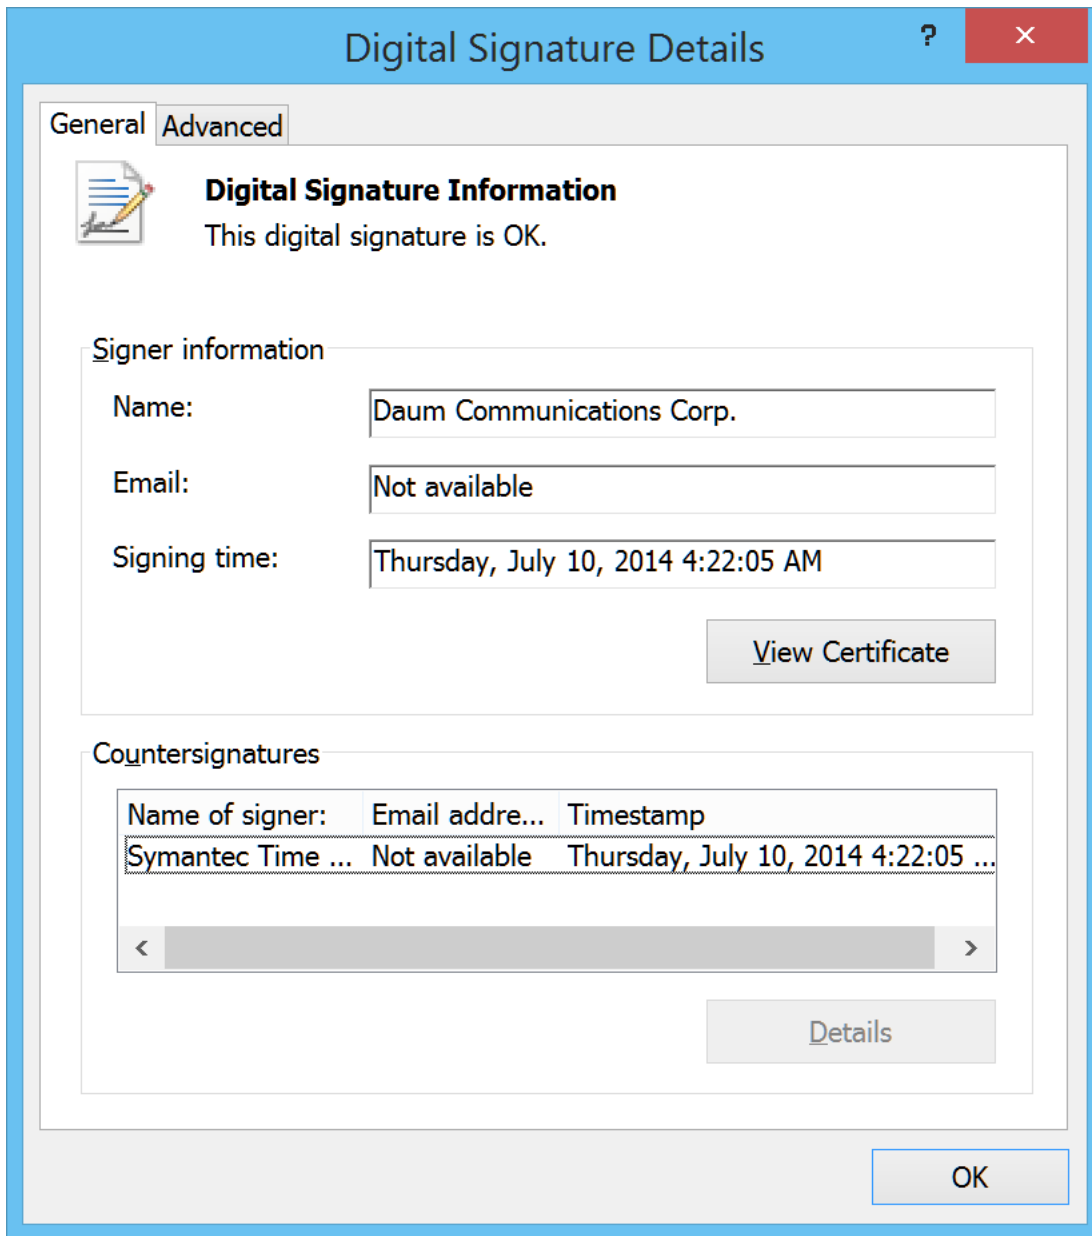 Digital Signature Details
?
General Advanced
Digital Signature Information
This digital signature is OK.
Signer information
Name: Daum Communications Corp.
Email: Not available
Signing time: Thursday, July 10, 2014 4:22:05 AM
View Certificate
Countersignatures
Name of signer: Email addre... Timestamp
Symantec Time ... Not available Thursday, July 10, 2014 4:22:05 ...
Details
OK